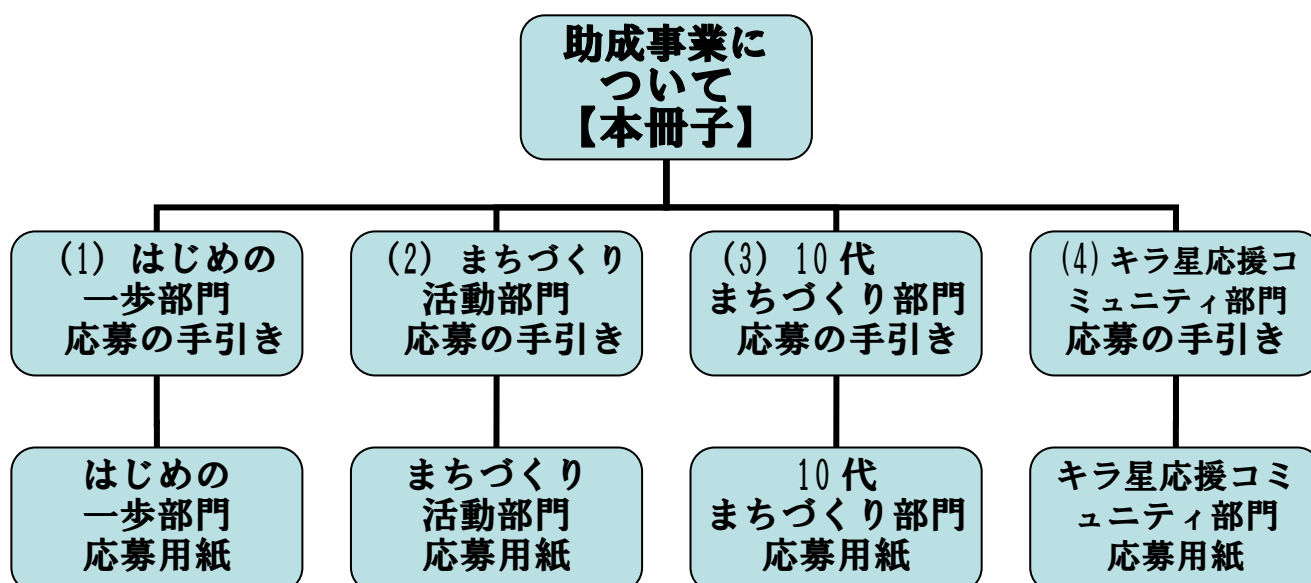 助成事業に
ついて
【本冊子】
(1) はじめの
一歩部門
応募の手引き
(2) まちづくり
活動部門
応募の手引き
(3) 10代
まちづくり部門
応募の手引き
(4)キラ星応援コ
ミュニティ部門
応募の手引き
はじめの
一歩部門
応募用紙
まちづくり
活動部門
応募用紙
10代
まちづくり部門
応募用紙
キラ星応援コミ
ュニティ部門
応募用紙